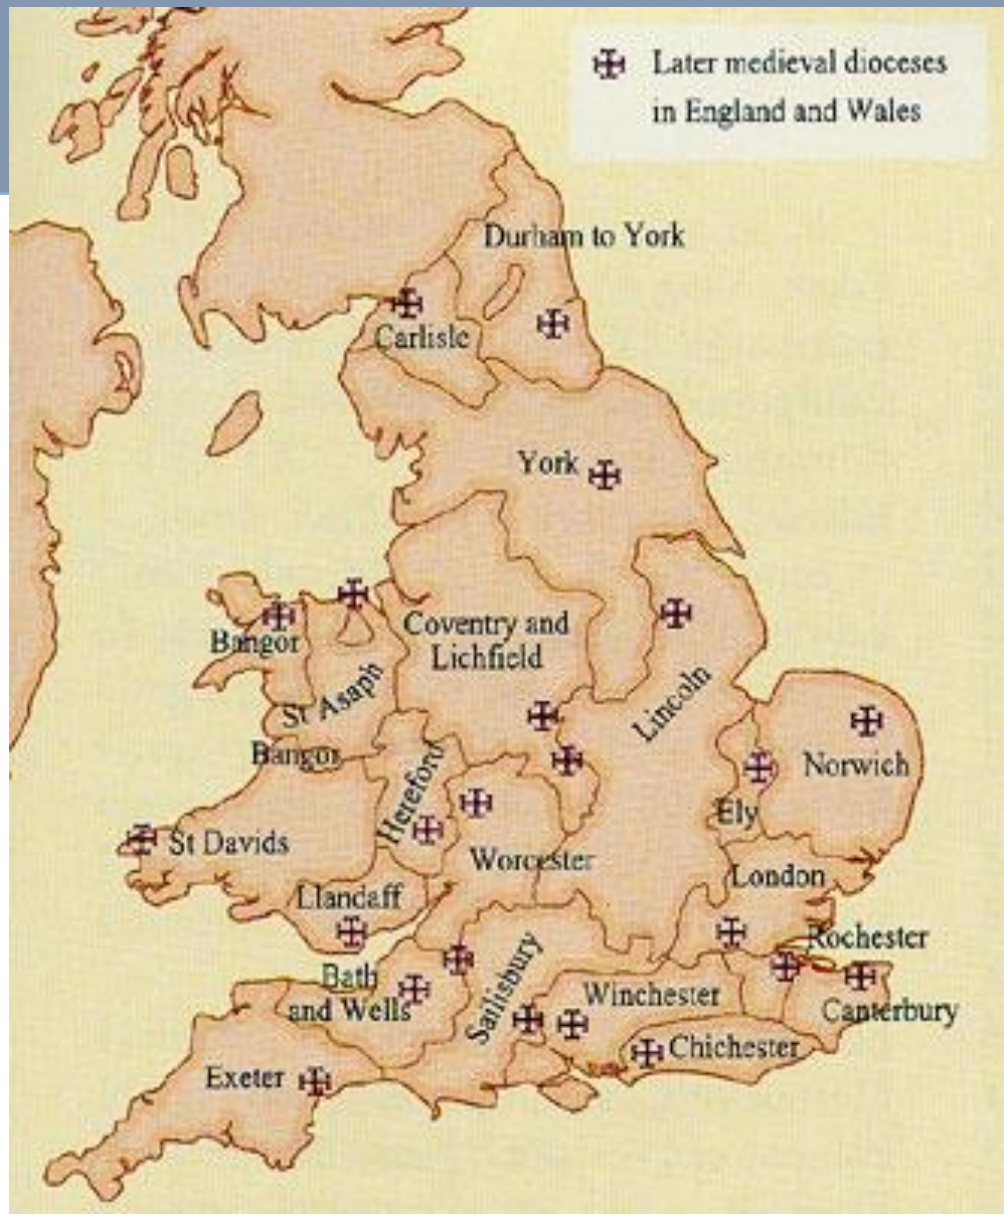 Later medieval dioceses
in England and Wales
Durham to York
Carlisle
York
Bangor
St Asaph
Coventry and
Lichfield
Lincoln
Bangor
Hereford
Norwich
Ely
St Davids
Worcester
Llandaff
London
Rochester
Bath
and Wells
Sailisbury
Winchester
Canterbury
Chichester
Exeter